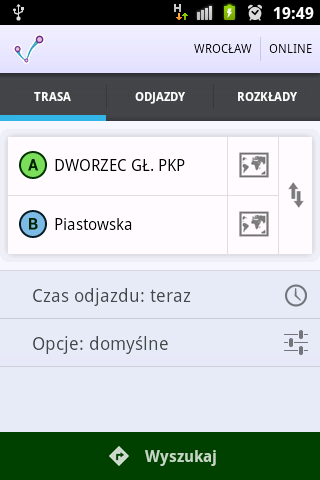 H 19:49
WROCŁAW ONLINE
TRASA ODJAZDY ROZKŁADY
A DWORZEC GŁ. PKP
B Piastowska
Czas odjazdu: teraz
Opcje: domyślne
Wyszukaj